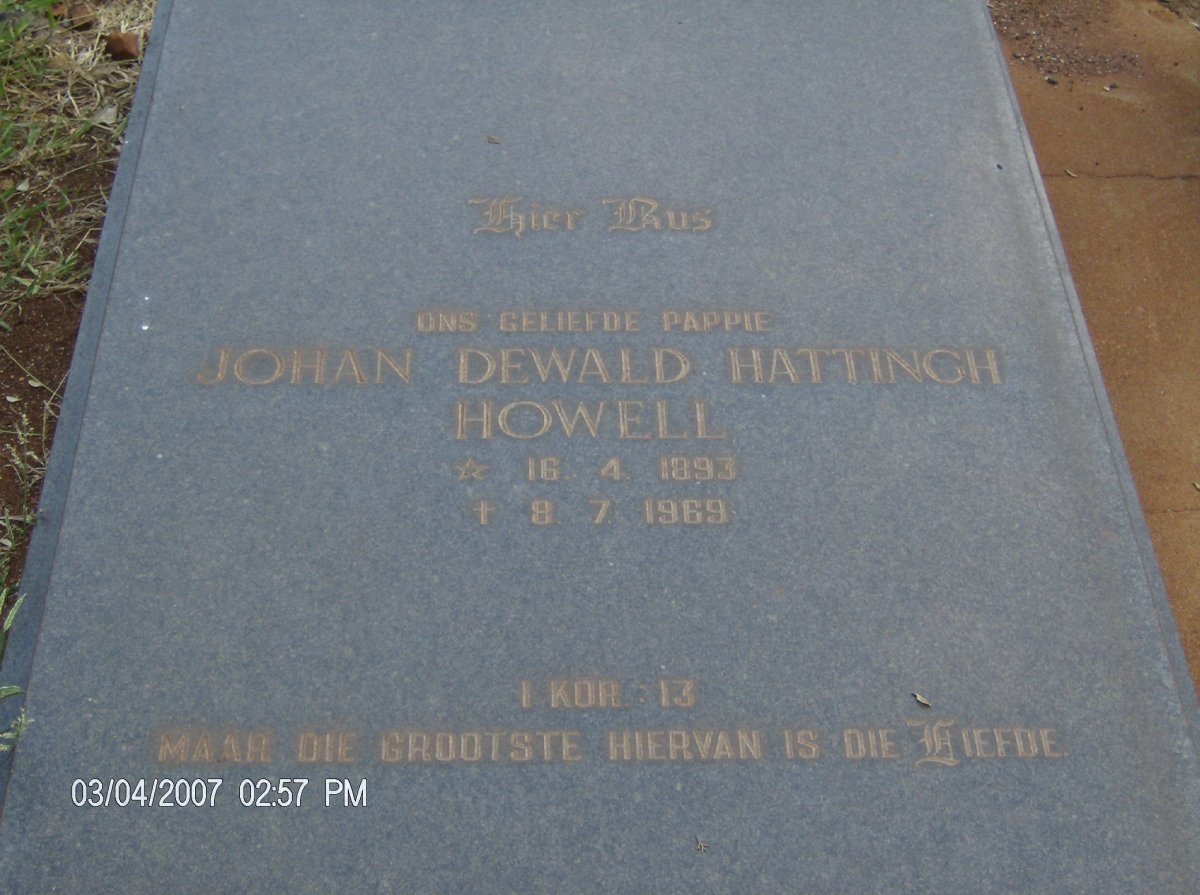 Hier Rus
ONS GELIEFDE PAPPIE
JOHAN DEWALD HATTINGH
HOWELL
☆ 16. 4. 1893
† 8. 7. 1969
I KOR. 13
MAAR DIE GROOTSTE HIERVAN IS DIE LIEFDE.
03/04/2007 02:57 PM